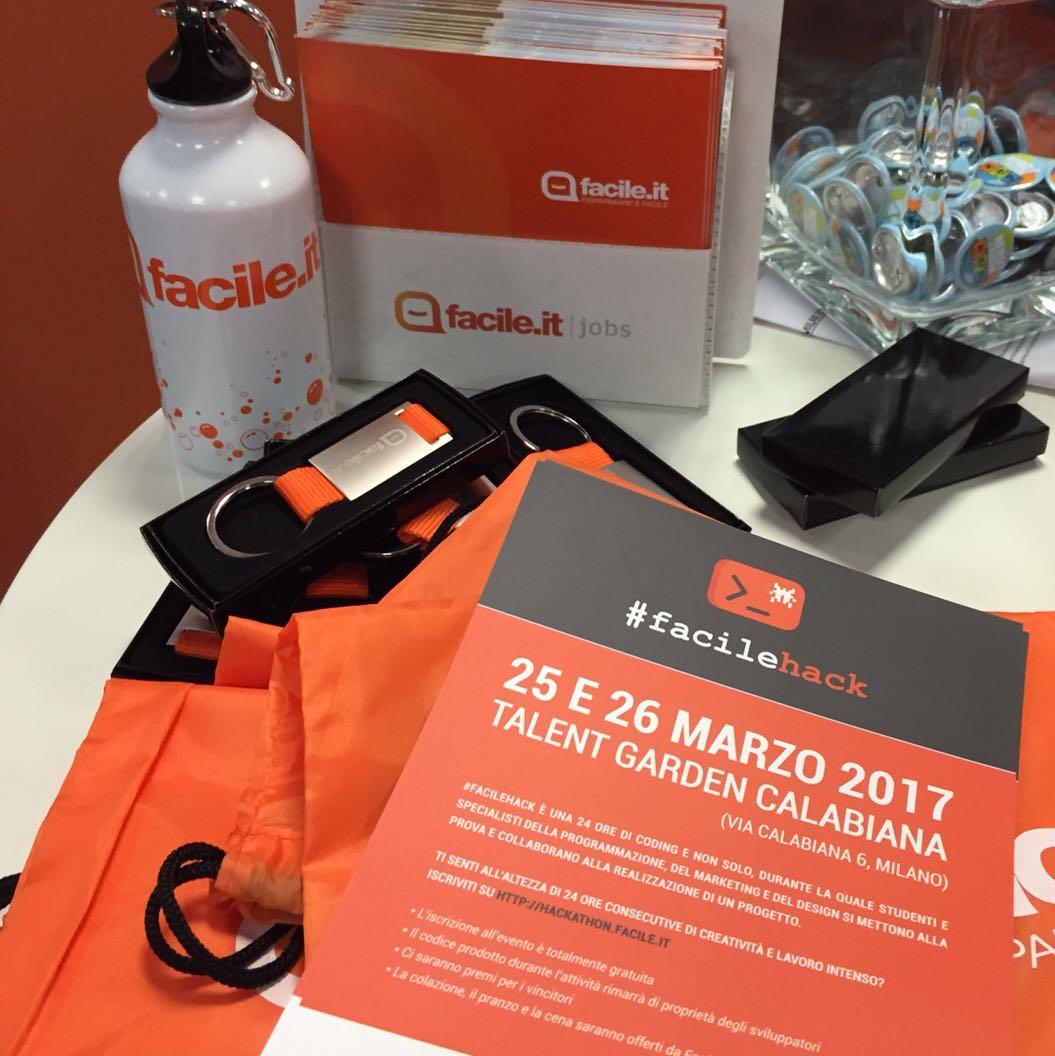 facile.it
RISPARMIARE È FACILE
facile.it
facile.it | jobs
facile.it
#facilehack
25 E 26 MARZO 2017
TALENT GARDEN CALABIANA
(VIA CALABIANA 6, MILANO)
#FACILEHACK È UNA 24 ORE DI CODING E NON SOLO, DURANTE LA QUALE STUDENTI E
SPECIALISTI DELLA PROGRAMMAZIONE, DEL MARKETING E DEL DESIGN SI METTONO ALLA
PROVA E COLLABORANO ALLA REALIZZAZIONE DI UN PROGETTO.
TI SENTI ALL'ALTEZZA DI 24 ORE CONSECUTIVE DI CREATIVITÀ E LAVORO INTENSO?
ISCRIVITI SU HTTP://HACKATHON.FACILE.IT
* L'iscrizione all'evento è totalmente gratuita
* Il codice prodotto durante l'attività rimarrà di proprietà degli sviluppatori
* Ci saranno premi per i vincitori
* La colazione, il pranzo e la cena saranno offerti da